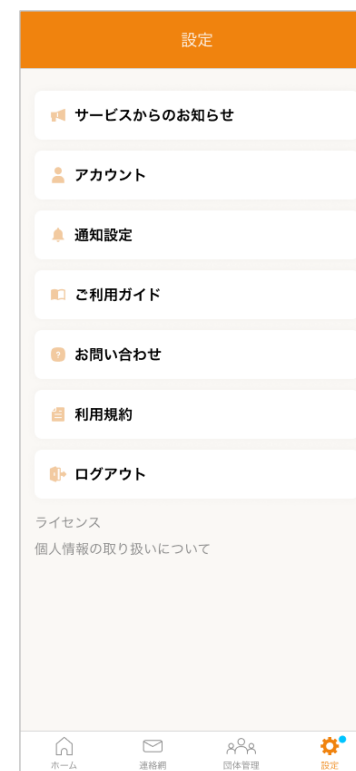 設定
サービスからのお知らせ
アカウント
通知設定
ご利用ガイド
お問い合わせ
利用規約
ログアウト
ライセンス
個人情報の取り扱いについて
ホーム 連絡網 団体管理 設定